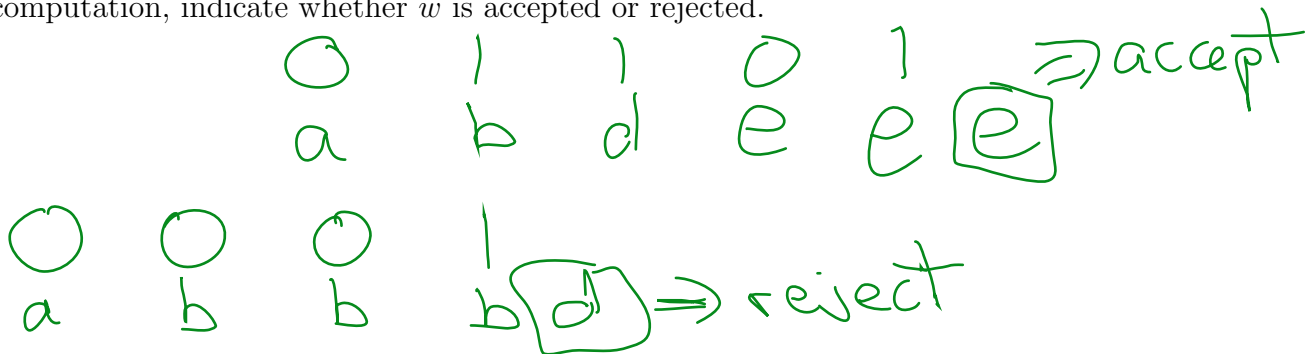 computation, indicate whether w is accepted or rejected.
0 1 1 0 1 ⇒ accept
a b d e e e
0 0 0 1
a b b b d ⇒ reject